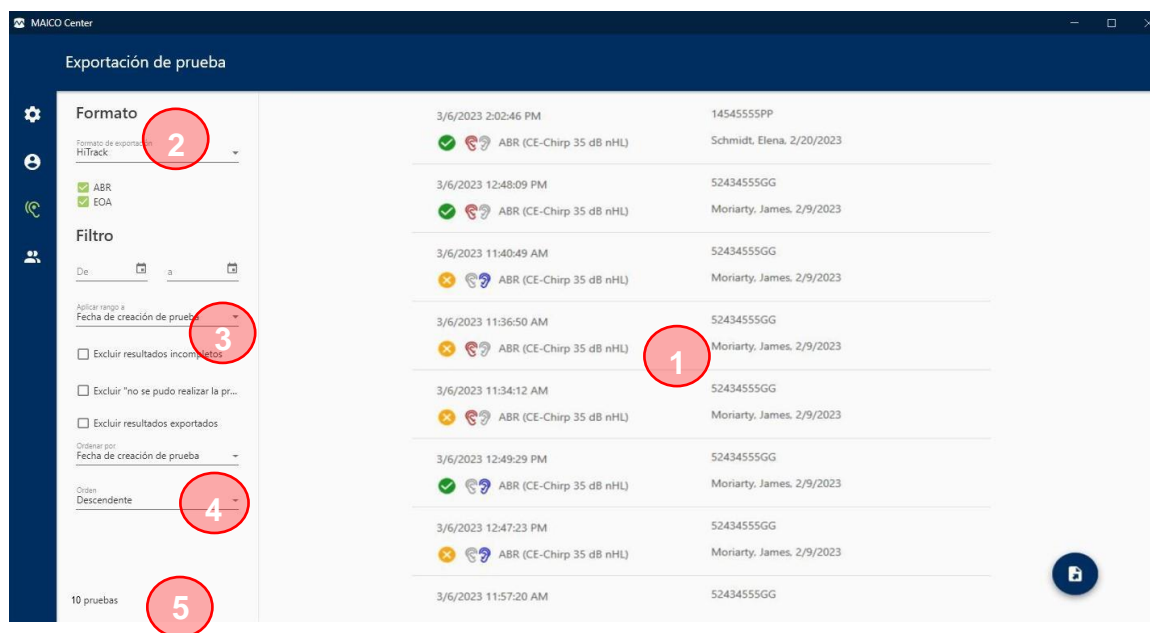 MAICO Center
Exportación de prueba
Formato
Formato de exportación
HiTrack
2
ABR
EOA
Filtro
De
a
Aplicar rango a
Fecha de creación de prueba
3
Excluir resultados incompletos
Excluir "no se pudo realizar la pr...
Excluir resultados exportados
Ordenar por
Fecha de creación de prueba
Orden
Descendente
4
10 pruebas
5
3/6/2023 2:02:46 PM 14545555PP
ABR (CE-Chirp 35 dB nHL) Schmidt, Elena, 2/20/2023
3/6/2023 12:48:09 PM 52434555GG
ABR (CE-Chirp 35 dB nHL) Moriarty, James, 2/9/2023
3/6/2023 11:40:49 AM 52434555GG
ABR (CE-Chirp 35 dB nHL) Moriarty, James, 2/9/2023
3/6/2023 11:36:50 AM 52434555GG
ABR (CE-Chirp 35 dB nHL) 1 Moriarty, James, 2/9/2023
3/6/2023 11:34:12 AM 52434555GG
ABR (CE-Chirp 35 dB nHL) Moriarty, James, 2/9/2023
3/6/2023 12:49:29 PM 52434555GG
ABR (CE-Chirp 35 dB nHL) Moriarty, James, 2/9/2023
3/6/2023 12:47:23 PM 52434555GG
ABR (CE-Chirp 35 dB nHL) Moriarty, James, 2/9/2023
3/6/2023 11:57:20 AM 52434555GG